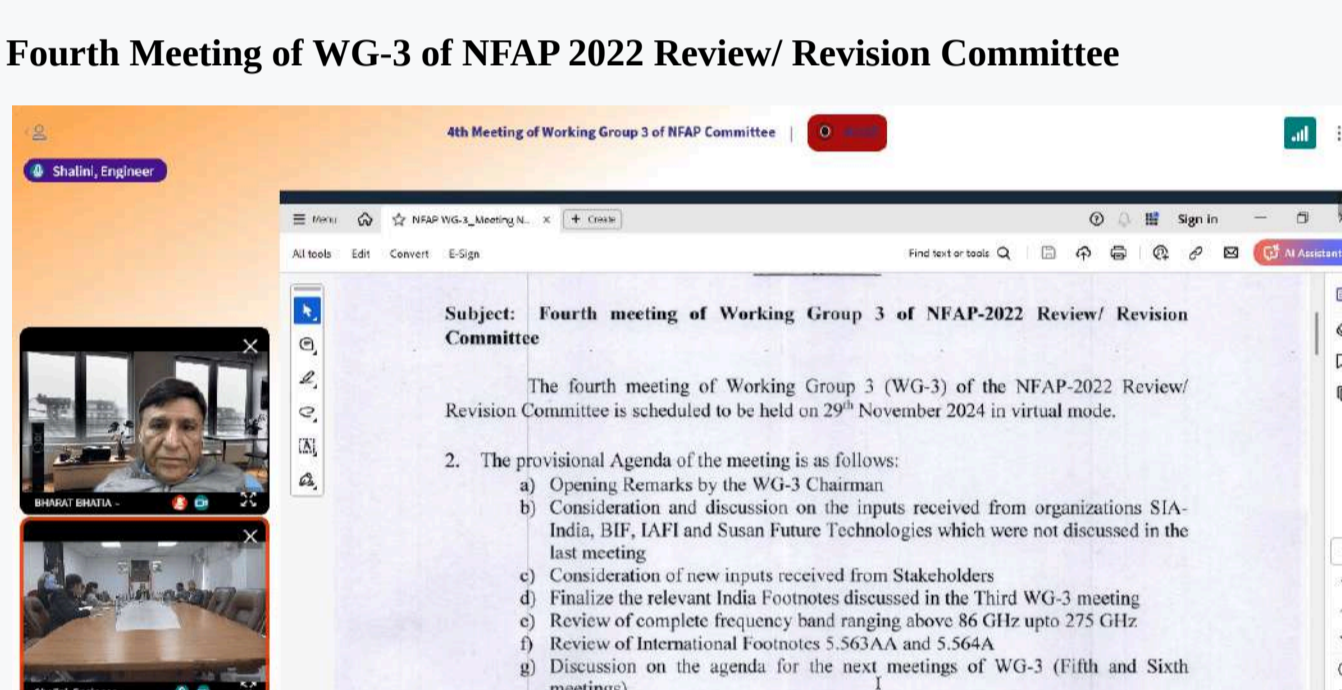 Fourth Meeting of WG-3 of NFAP 2022 Review/ Revision Committee
4th Meeting of Working Group 3 of NFAP Committee |
Shalini, Engineer
Menu
NFAP WG-3_Meeting N...
+ Create
Sign in
All tools Edit Convert E-Sign
Find text or tools
AI Assistant
Subject: Fourth meeting of Working Group 3 of NFAP-2022 Review/ Revision
Committee
The fourth meeting of Working Group 3 (WG-3) of the NFAP-2022 Review/
Revision Committee is scheduled to be held on 29th November 2024 in virtual mode.
2. The provisional Agenda of the meeting is as follows:
a) Opening Remarks by the WG-3 Chairman
b) Consideration and discussion on the inputs received from organizations SIA-
India, BIF, IAFI and Susan Future Technologies which were not discussed in the
last meeting
c) Consideration of new inputs received from Stakeholders
d) Finalize the relevant India Footnotes discussed in the Third WG-3 meeting
e) Review of complete frequency band ranging above 86 GHz upto 275 GHz
f) Review of International Footnotes 5.563AA and 5.564A
g) Discussion on the agenda for the next meetings of WG-3 (Fifth and Sixth
meetings)
BHARAT BHATIA -